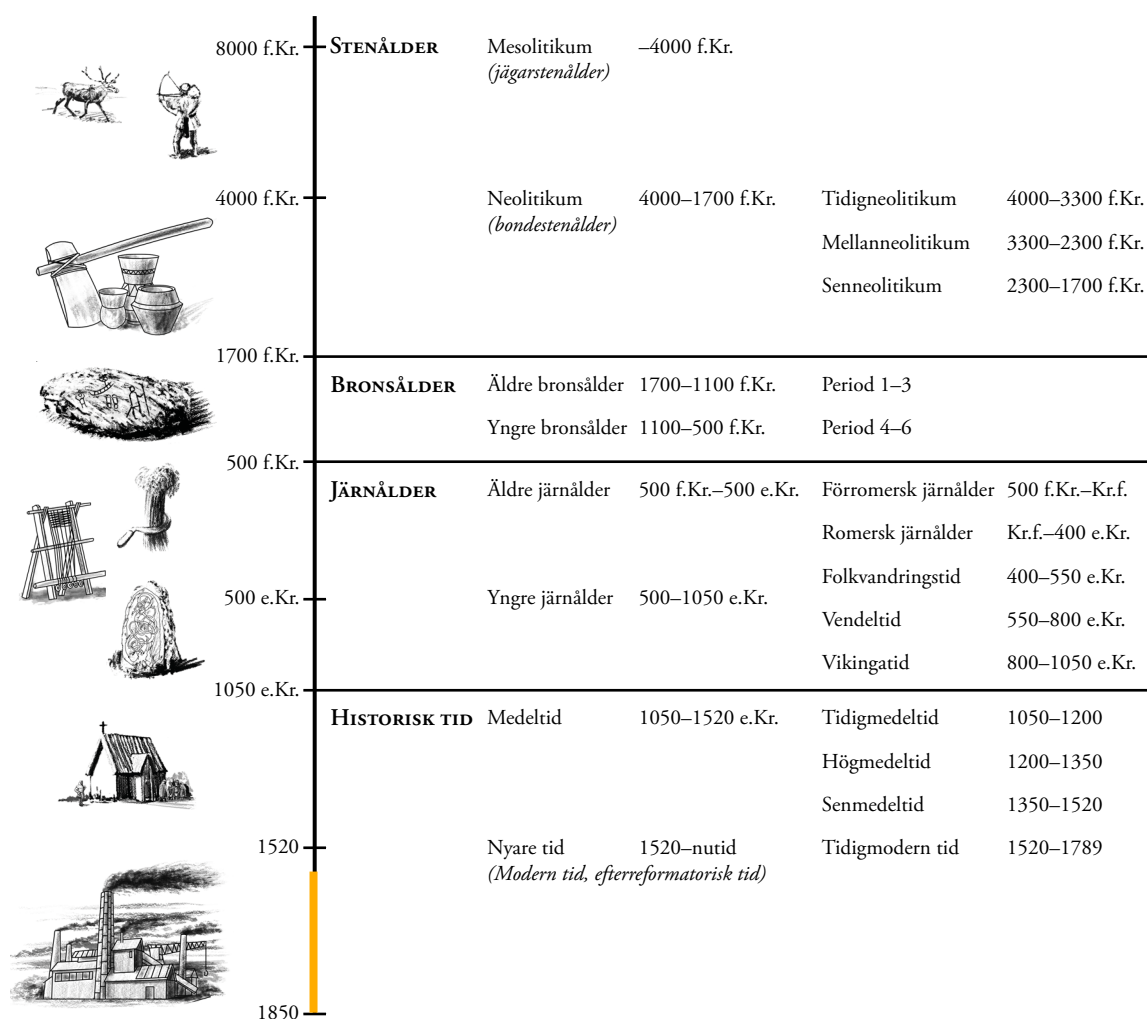 8000 f.Kr. STENÅLDER Mesolitikum –4000 f.Kr.
(jägarstenålder)
4000 f.Kr. Neolitikum 4000–1700 f.Kr. Tidigneolitikum 4000–3300 f.Kr.
(bondestenålder)
Mellanneolitikum 3300–2300 f.Kr.
Senneolitikum 2300–1700 f.Kr.
1700 f.Kr.
BRONSÅLDER Äldre bronsålder 1700–1100 f.Kr. Period 1–3
Yngre bronsålder 1100–500 f.Kr. Period 4–6
500 f.Kr.
JÄRNÅLDER Äldre järnålder 500 f.Kr.–500 e.Kr. Förromersk järnålder 500 f.Kr.–Kr.f.
Romersk järnålder Kr.f.–400 e.Kr.
Folkvandringstid 400–550 e.Kr.
500 e.Kr. Yngre järnålder 500–1050 e.Kr.
Vendeltid 550–800 e.Kr.
Vikingatid 800–1050 e.Kr.
1050 e.Kr.
HISTORISK TID Medeltid 1050–1520 e.Kr. Tidigmedeltid 1050–1200
Högmedeltid 1200–1350
Senmedeltid 1350–1520
1520 Nyare tid 1520–nutid Tidigmodern tid 1520–1789
(Modern tid, efterreformatorisk tid)
1850